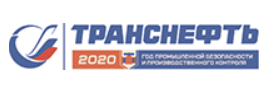 ТРАНСНЕФТЬ
2020
ГОД ПРОМЫШЛЕННОЙ БЕЗОПАСНОСТИ
И ПРОИЗВОДСТВЕННОГО КОНТРОЛЯ